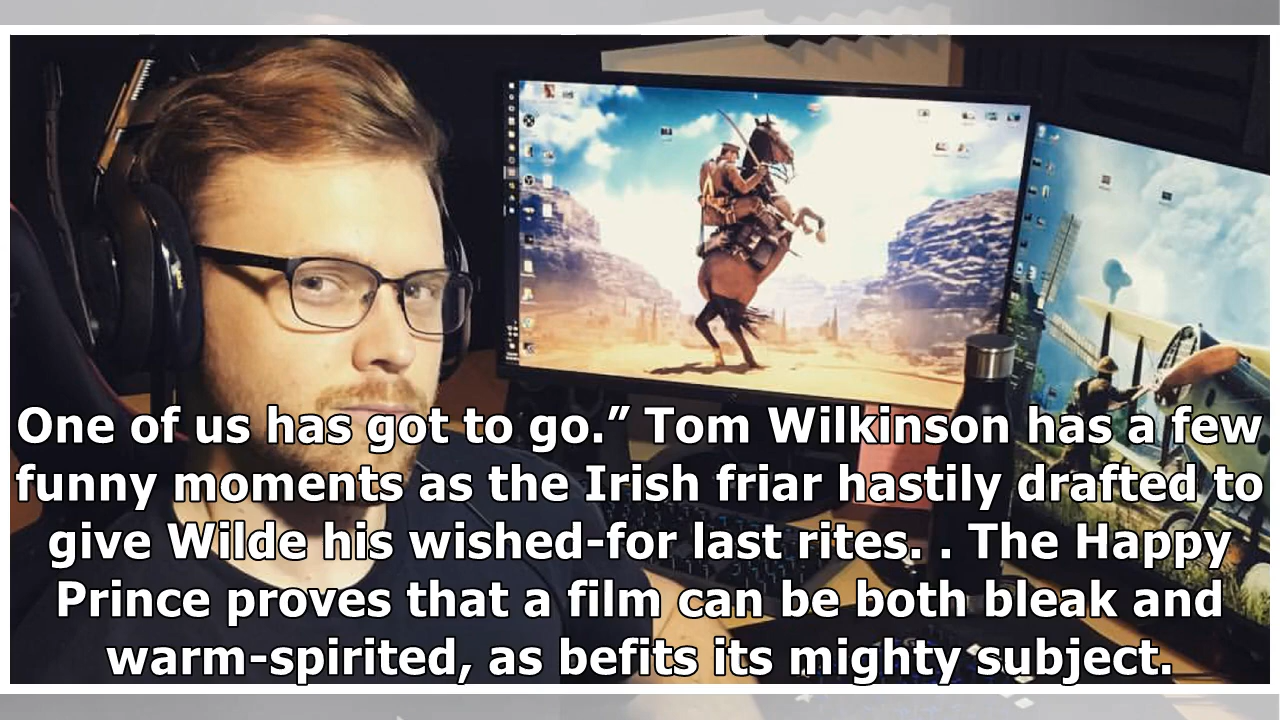 One of us has got to go.” Tom Wilkinson has a few
funny moments as the Irish friar hastily drafted to
give Wilde his wished-for last rites. . The Happy
Prince proves that a film can be both bleak and
warm-spirited, as befits its mighty subject.